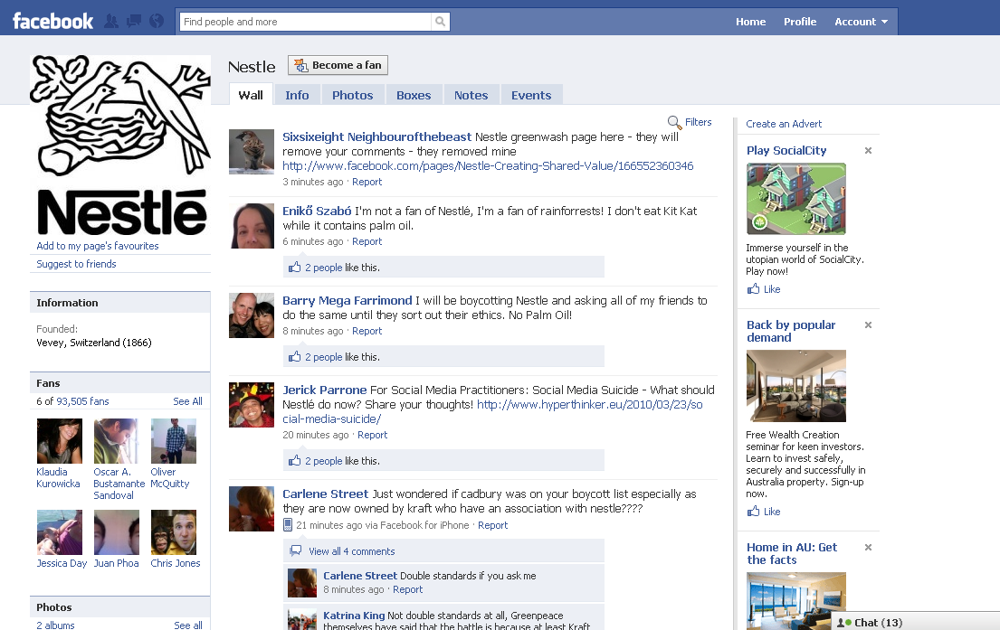 facebook
Find people and more
Home
Profile
Account
Nestlé
Add to my page's favourites
Suggest to friends
Information
Founded:
Vevey, Switzerland (1866)
Fans
6 of 93,505 fans
See All
Klaudia
Kurowicka
Oscar A.
Bustamante
Sandoval
Oliver
McQuitty
Jessica Day
Juan Phoa
Chris Jones
Photos
2 albums
See all
Nestle
Become a fan
Wall
Info
Photos
Boxes
Notes
Events
Filters
Sixsixeight Neighbourofthebeast Nestle greenwash page here - they will
remove your comments - they removed mine
http://www.facebook.com/pages/Nestle-Creating-Shared-Value/166552360346
3 minutes ago · Report
Enikő Szabó I'm not a fan of Nestlé, I'm a fan of rainforrests! I don't eat Kit Kat
while it contains palm oil.
6 minutes ago · Report
2 people like this.
Barry Mega Farrimond I will be boycotting Nestle and asking all of my friends to
do the same until they sort out their ethics. No Palm Oil!
8 minutes ago · Report
2 people like this.
Jerick Parrone For Social Media Practitioners: Social Media Suicide - What should
Nestlé do now? Share your thoughts! http://www.hyperthinker.eu/2010/03/23/so
cial-media-suicide/
20 minutes ago · Report
2 people like this.
Carlene Street Just wondered if cadbury was on your boycott list especially as
they are now owned by kraft who have an association with nestle????
21 minutes ago via Facebook for iPhone · Report
View all 4 comments
Carlene Street Double standards if you ask me
8 minutes ago · Report
Katrina King Not double standards at all, Greenpeace
themselves have said that the battle is because at least Kraft
Create an Advert
Play SocialCity
Immerse yourself in the
utopian world of SocialCity.
Play now!
Like
Back by popular
demand
Free Wealth Creation
seminar for keen investors.
Learn to invest safely,
securely and successfully in
Australia property. Sign-up
now.
Like
Home in AU: Get
the facts
Chat (13)